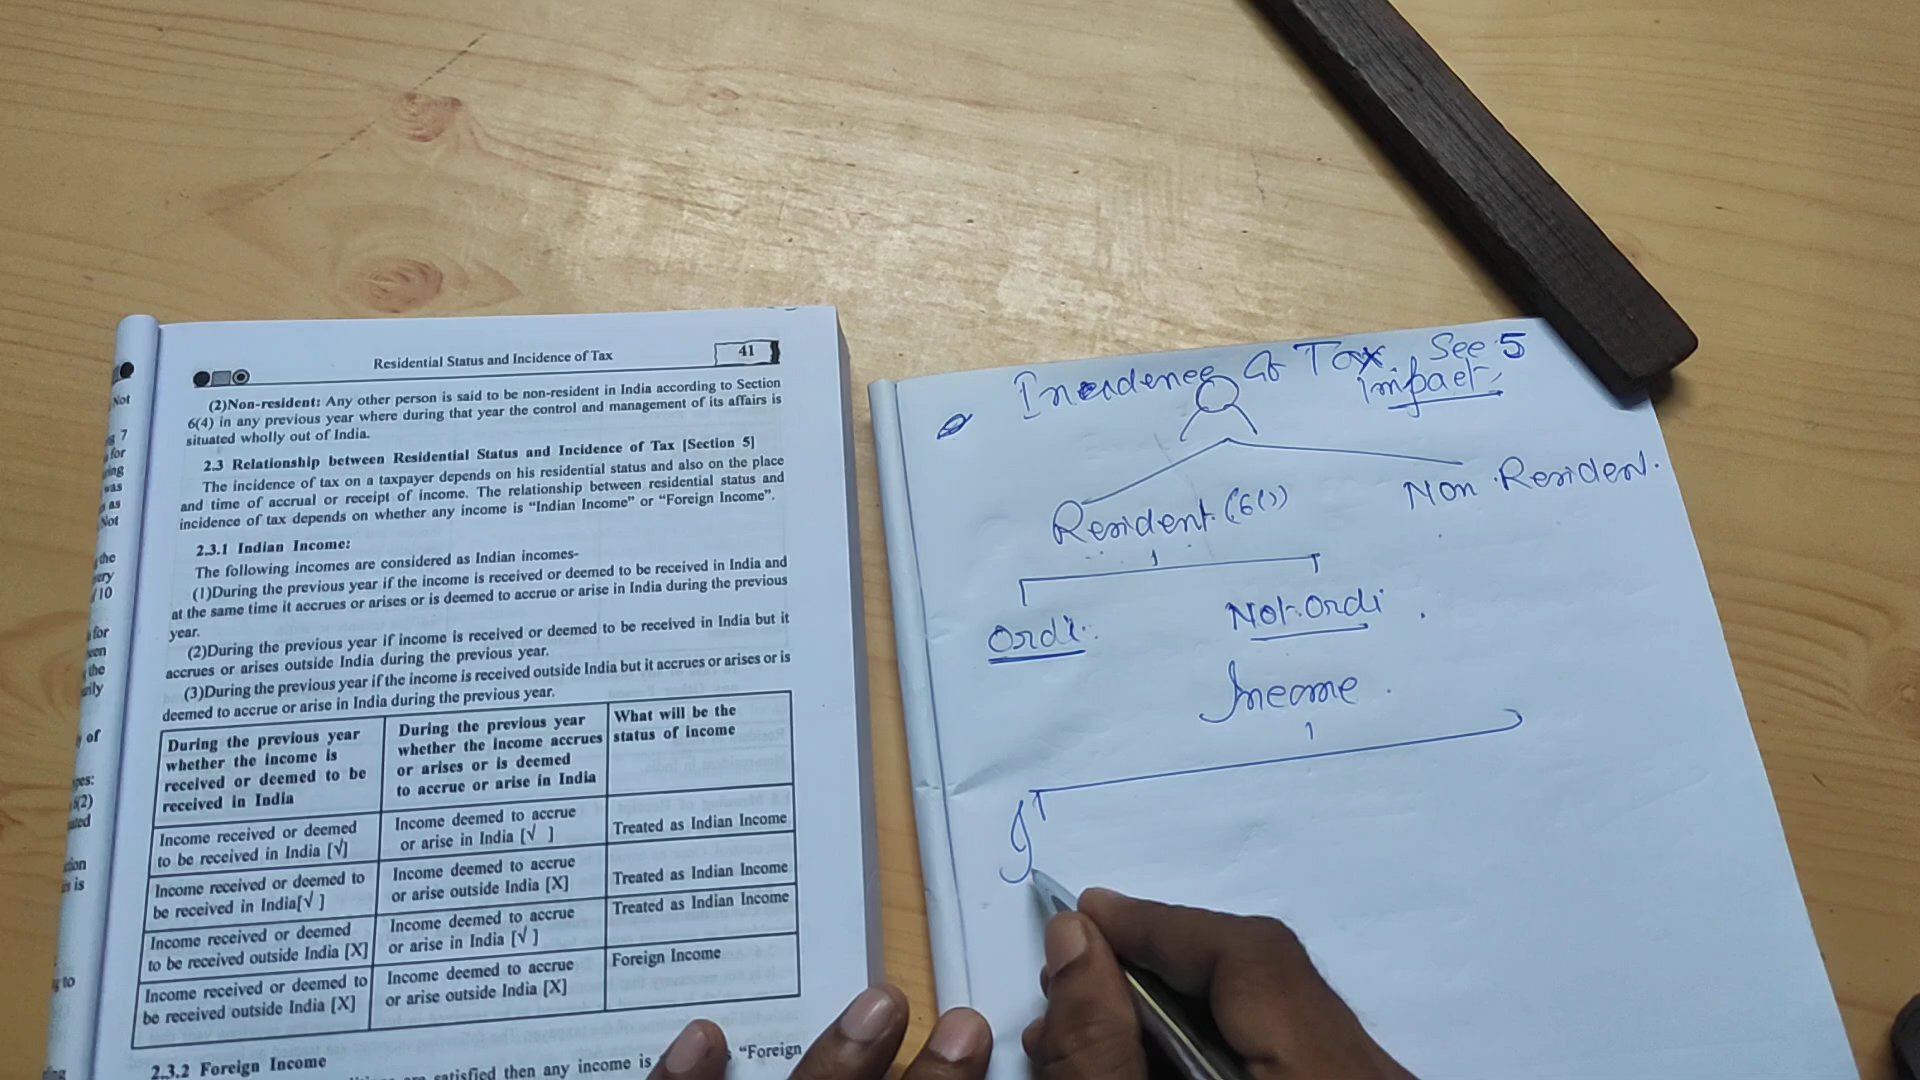 Residential Status and Incidence of Tax
41
(2)Non-resident: Any other person is said to be non-resident in India according to Section
6(4) in any previous year where during that year the control and management of its affairs is
situated wholly out of India.
2.3 Relationship between Residential Status and Incidence of Tax [Section 5]
The incidence of tax on a taxpayer depends on his residential status and also on the place
and time of accrual or receipt of income. The relationship between residential status and
incidence of tax depends on whether any income is “Indian Income” or “Foreign Income”.
2.3.1 Indian Income:
The following incomes are considered as Indian incomes-
(1)During the previous year if the income is received or deemed to be received in India and
at the same time it accrues or arises or is deemed to accrue or arise in India during the previous
year.
(2)During the previous year if income is received or deemed to be received in India but it
accrues or arises outside India during the previous year.
(3)During the previous year if the income is received outside India but it accrues or arises or is
deemed to accrue or arise in India during the previous year.
During the previous year
whether the income is
received or deemed to be
received in India
During the previous year
whether the income accrues
or arises or is deemed
to accrue or arise in India
What will be the
status of income
Income received or deemed
to be received in India [√]
Income deemed to accrue
or arise in India [√ ]
Treated as Indian Income
Income received or deemed to
be received in India[√ ]
Income deemed to accrue
or arise outside India [X]
Treated as Indian Income
Income received or deemed
to be received outside India [X]
Income deemed to accrue
or arise in India [√ ]
Treated as Indian Income
Income received or deemed to
be received outside India [X]
Income deemed to accrue
or arise outside India [X]
Foreign Income
2.3.2 Foreign Income
satisfied then any income is “Foreign
Incidence of Tax. See 5
Impact
Resident (6(1))
Non Resident.
Ordi.
Not Ordi
Income